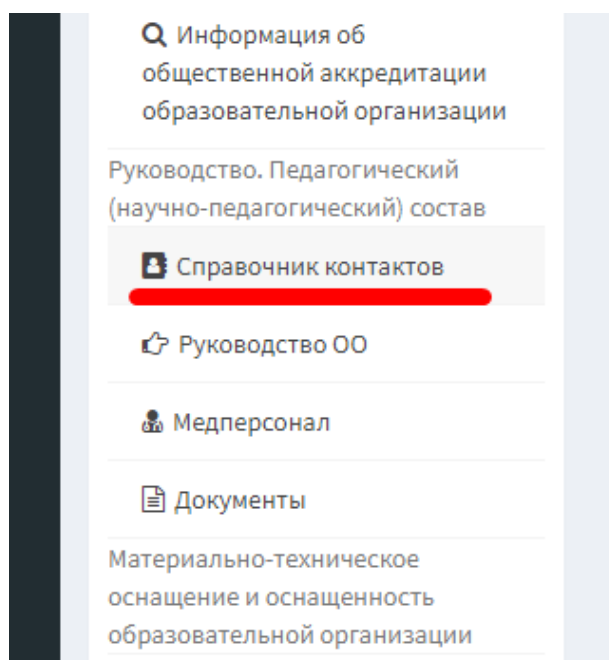 Информация об
общественной аккредитации
образовательной организации
Руководство. Педагогический
(научно-педагогический) состав
Справочник контактов
Руководство ОО
Медперсонал
Документы
Материально-техническое
оснащение и оснащенность
образовательной организации